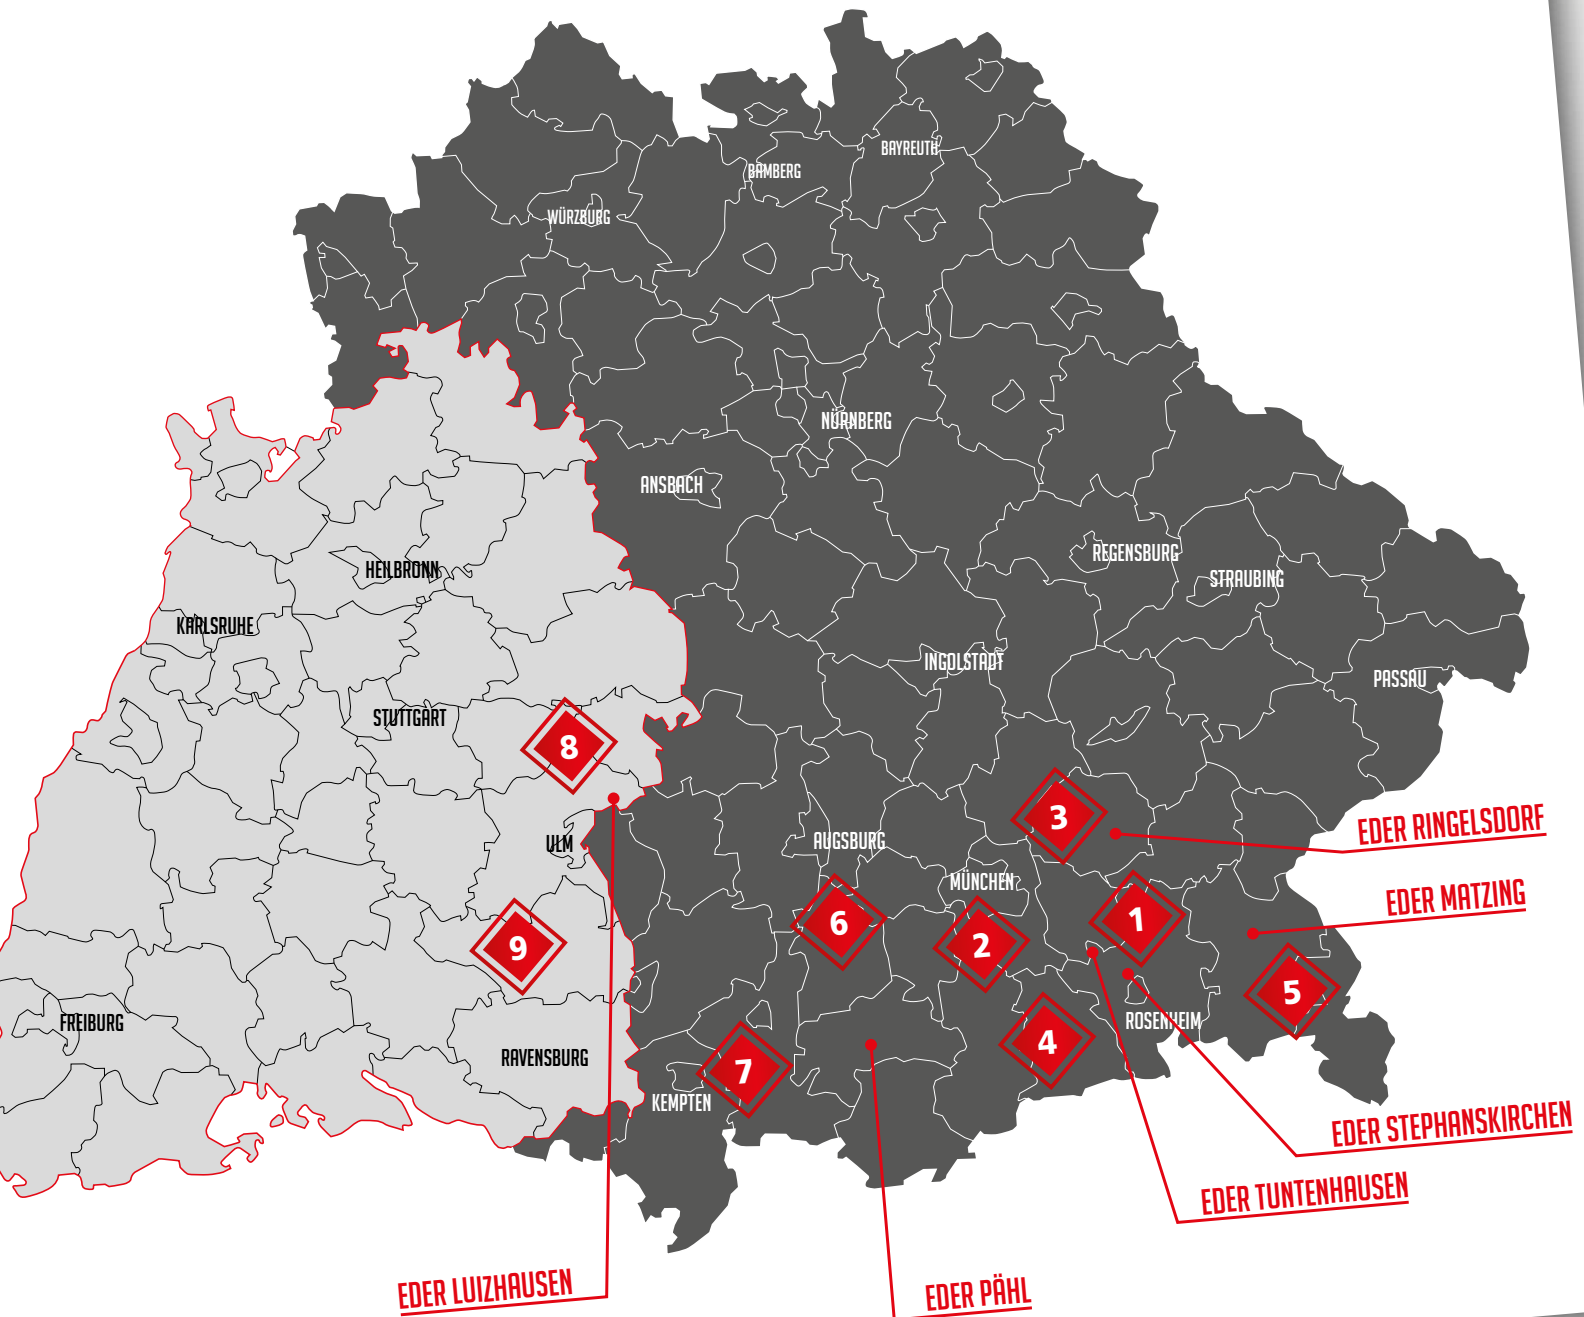 BAYREUTH
BAMBERG
WÜRZBURG
NÜRNBERG
ANSBACH
REGENSBURG
HEILBRONN
STRAUBING
KARLSRUHE
INGOLSTADT
PASSAU
STUTTGART
8
3
EDER RINGELSDORF
ULM
AUGSBURG
MÜNCHEN
EDER MATZING
1
6
2
9
5
FREIBURG
ROSENHEIM
4
RAVENSBURG
7
KEMPTEN
EDER STEPHANSKIRCHEN
EDER TUNTENHAUSEN
EDER LUIZHAUSEN
EDER PÄHL